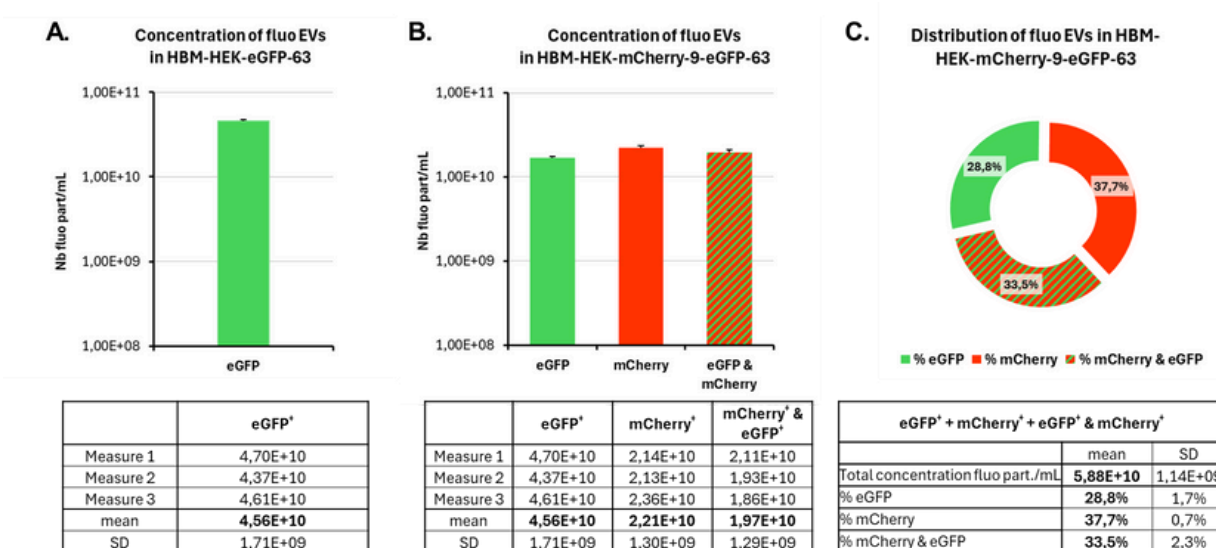 A.
Concentration of fluo EVs
in HBM-HEK-eGFP-63
Nb fluo part/mL
1,00E+11
1,00E+10
1,00E+09
1,00E+08
eGFP
eGFP⁺
Measure 1 4,70E+10
Measure 2 4,37E+10
Measure 3 4,61E+10
mean 4,56E+10
SD 1,71E+09
B.
Concentration of fluo EVs
in HBM-HEK-mCherry-9-eGFP-63
Nb fluo part/mL
1,00E+11
1,00E+10
1,00E+09
1,00E+08
eGFP mCherry eGFP &
mCherry
eGFP⁺ mCherry⁺ mCherry⁺ &
eGFP⁺
Measure 1 4,70E+10 2,14E+10 2,11E+10
Measure 2 4,37E+10 2,13E+10 1,93E+10
Measure 3 4,61E+10 2,36E+10 1,86E+10
mean 4,56E+10 2,21E+10 1,97E+10
SD 1,71E+09 1,30E+09 1,29E+09
C.
Distribution of fluo EVs in HBM-
HEK-mCherry-9-eGFP-63
28,8%
37,7%
33,5%
% eGFP % mCherry % mCherry & eGFP
eGFP⁺ + mCherry⁺ + eGFP⁺ & mCherry⁺
mean SD
Total concentration fluo part./mL 5,88E+10 1,14E+09
% eGFP 28,8% 1,7%
% mCherry 37,7% 0,7%
% mCherry & eGFP 33,5% 2,3%